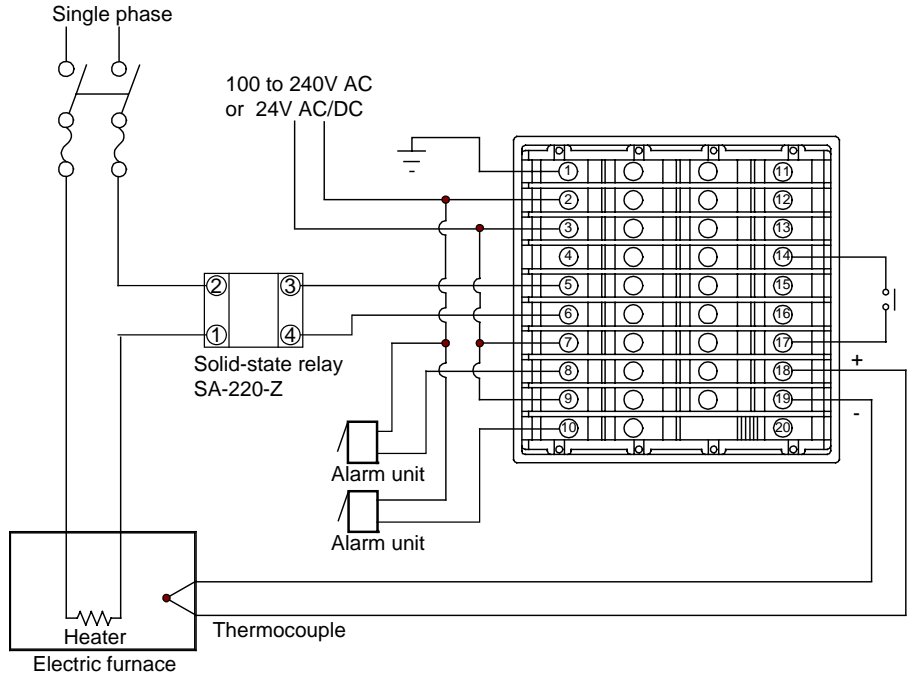 Single phase
100 to 240V AC
or 24V AC/DC
1
11
2
12
3
13
4
14
2
3
5
15
6
16
1
4
7
17
Solid-state relay
SA-220-Z
+
8
18
9
19
-
10
20
Alarm unit
Alarm unit
Thermocouple
Heater
Electric furnace